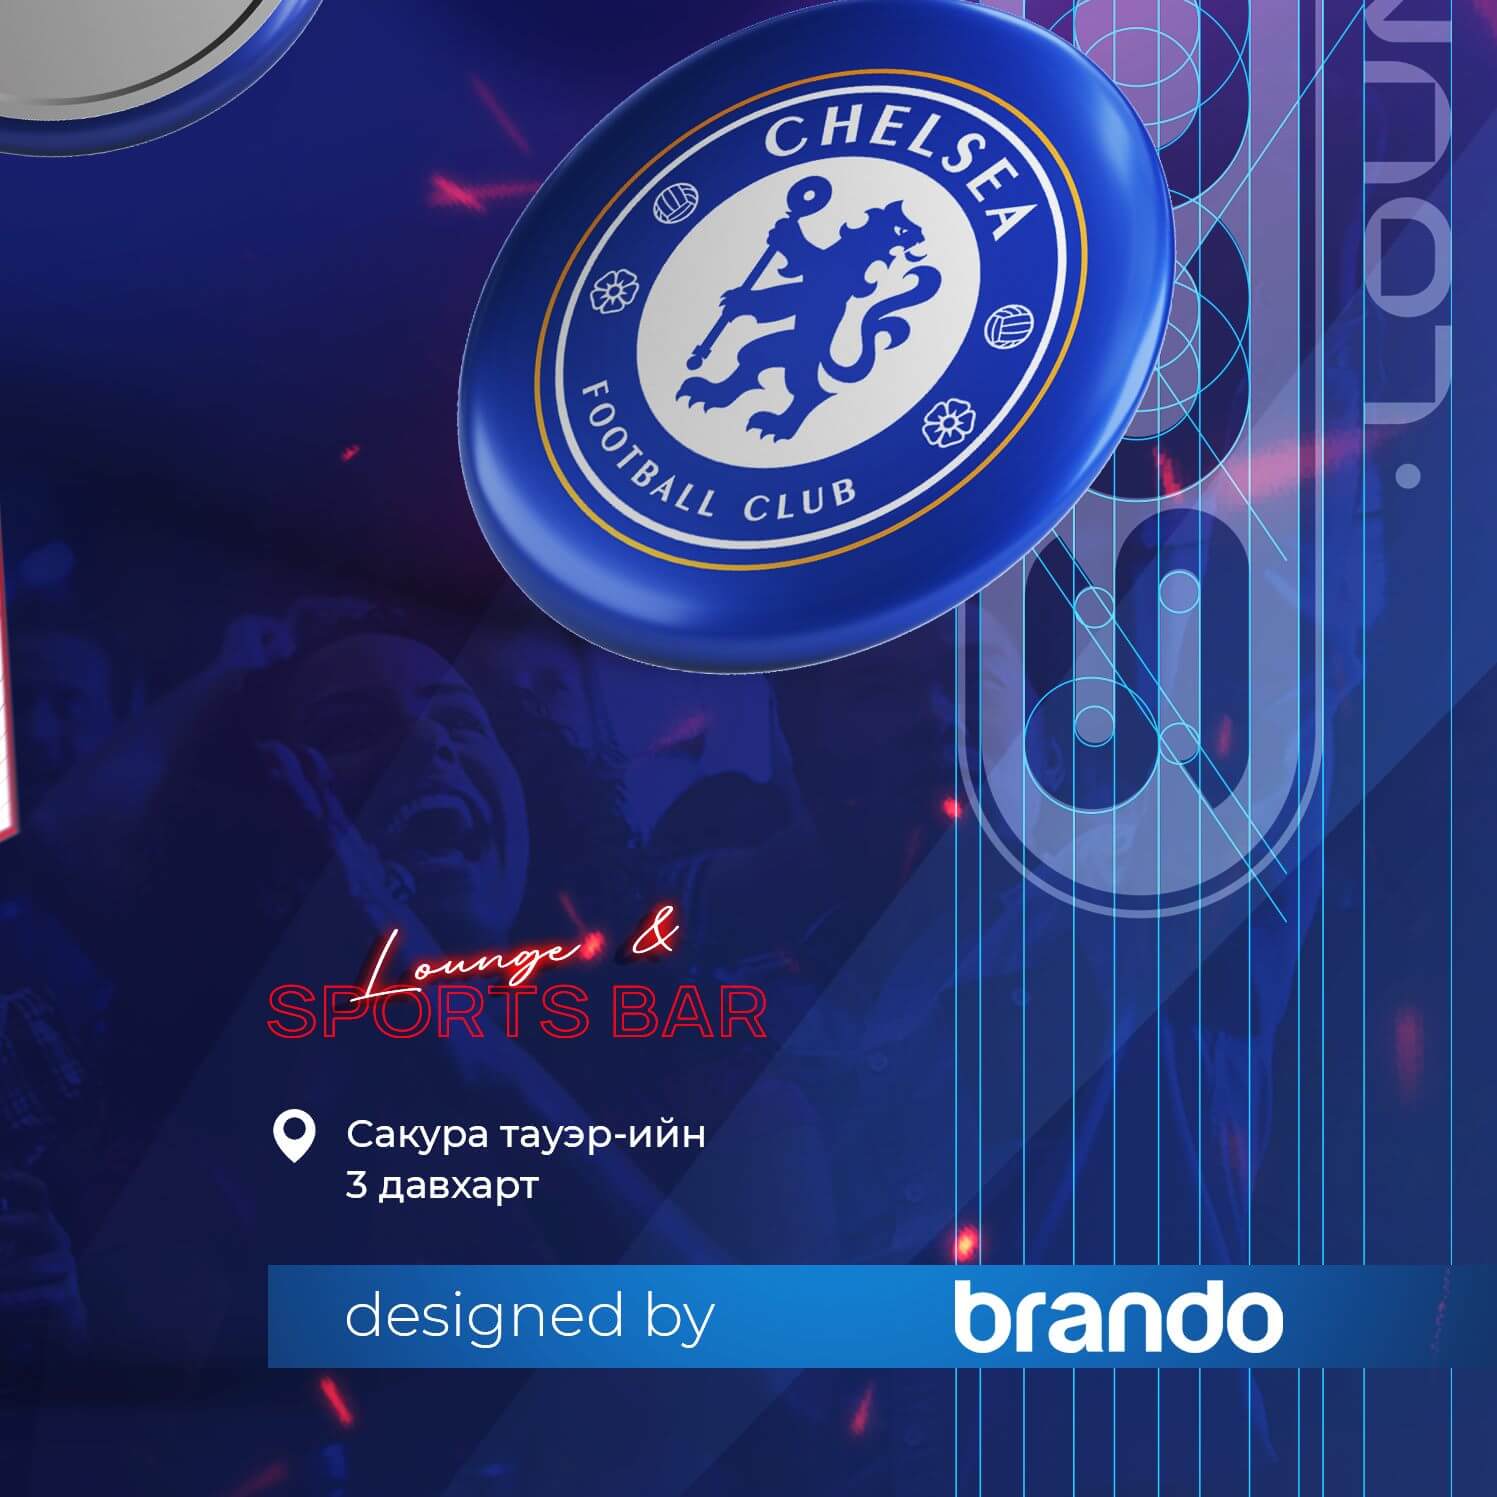 CHELSEA
FOOTBALL CLUB
Lounge &
SPORTS BAR
Сакура тауэр-ийн
3 давхарт
designed by brando